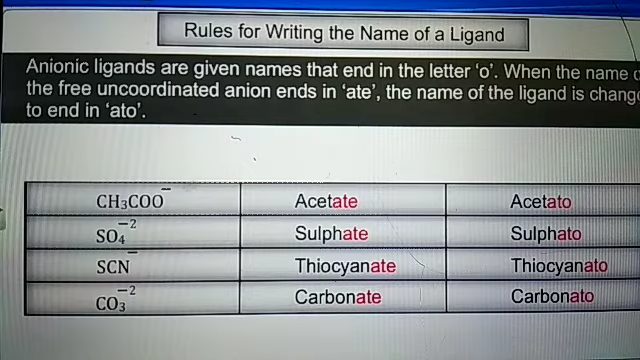 Rules for Writing the Name of a Ligand
Anionic ligands are given names that end in the letter 'o'. When the name
the free uncoordinated anion ends in 'ate', the name of the ligand is chang
to end in 'ato'.
CH₃COO⁻ Acetate Acetato
SO₄⁻² Sulphate Sulphato
SCN⁻ Thiocyanate Thiocyanato
CO₃⁻² Carbonate Carbonato